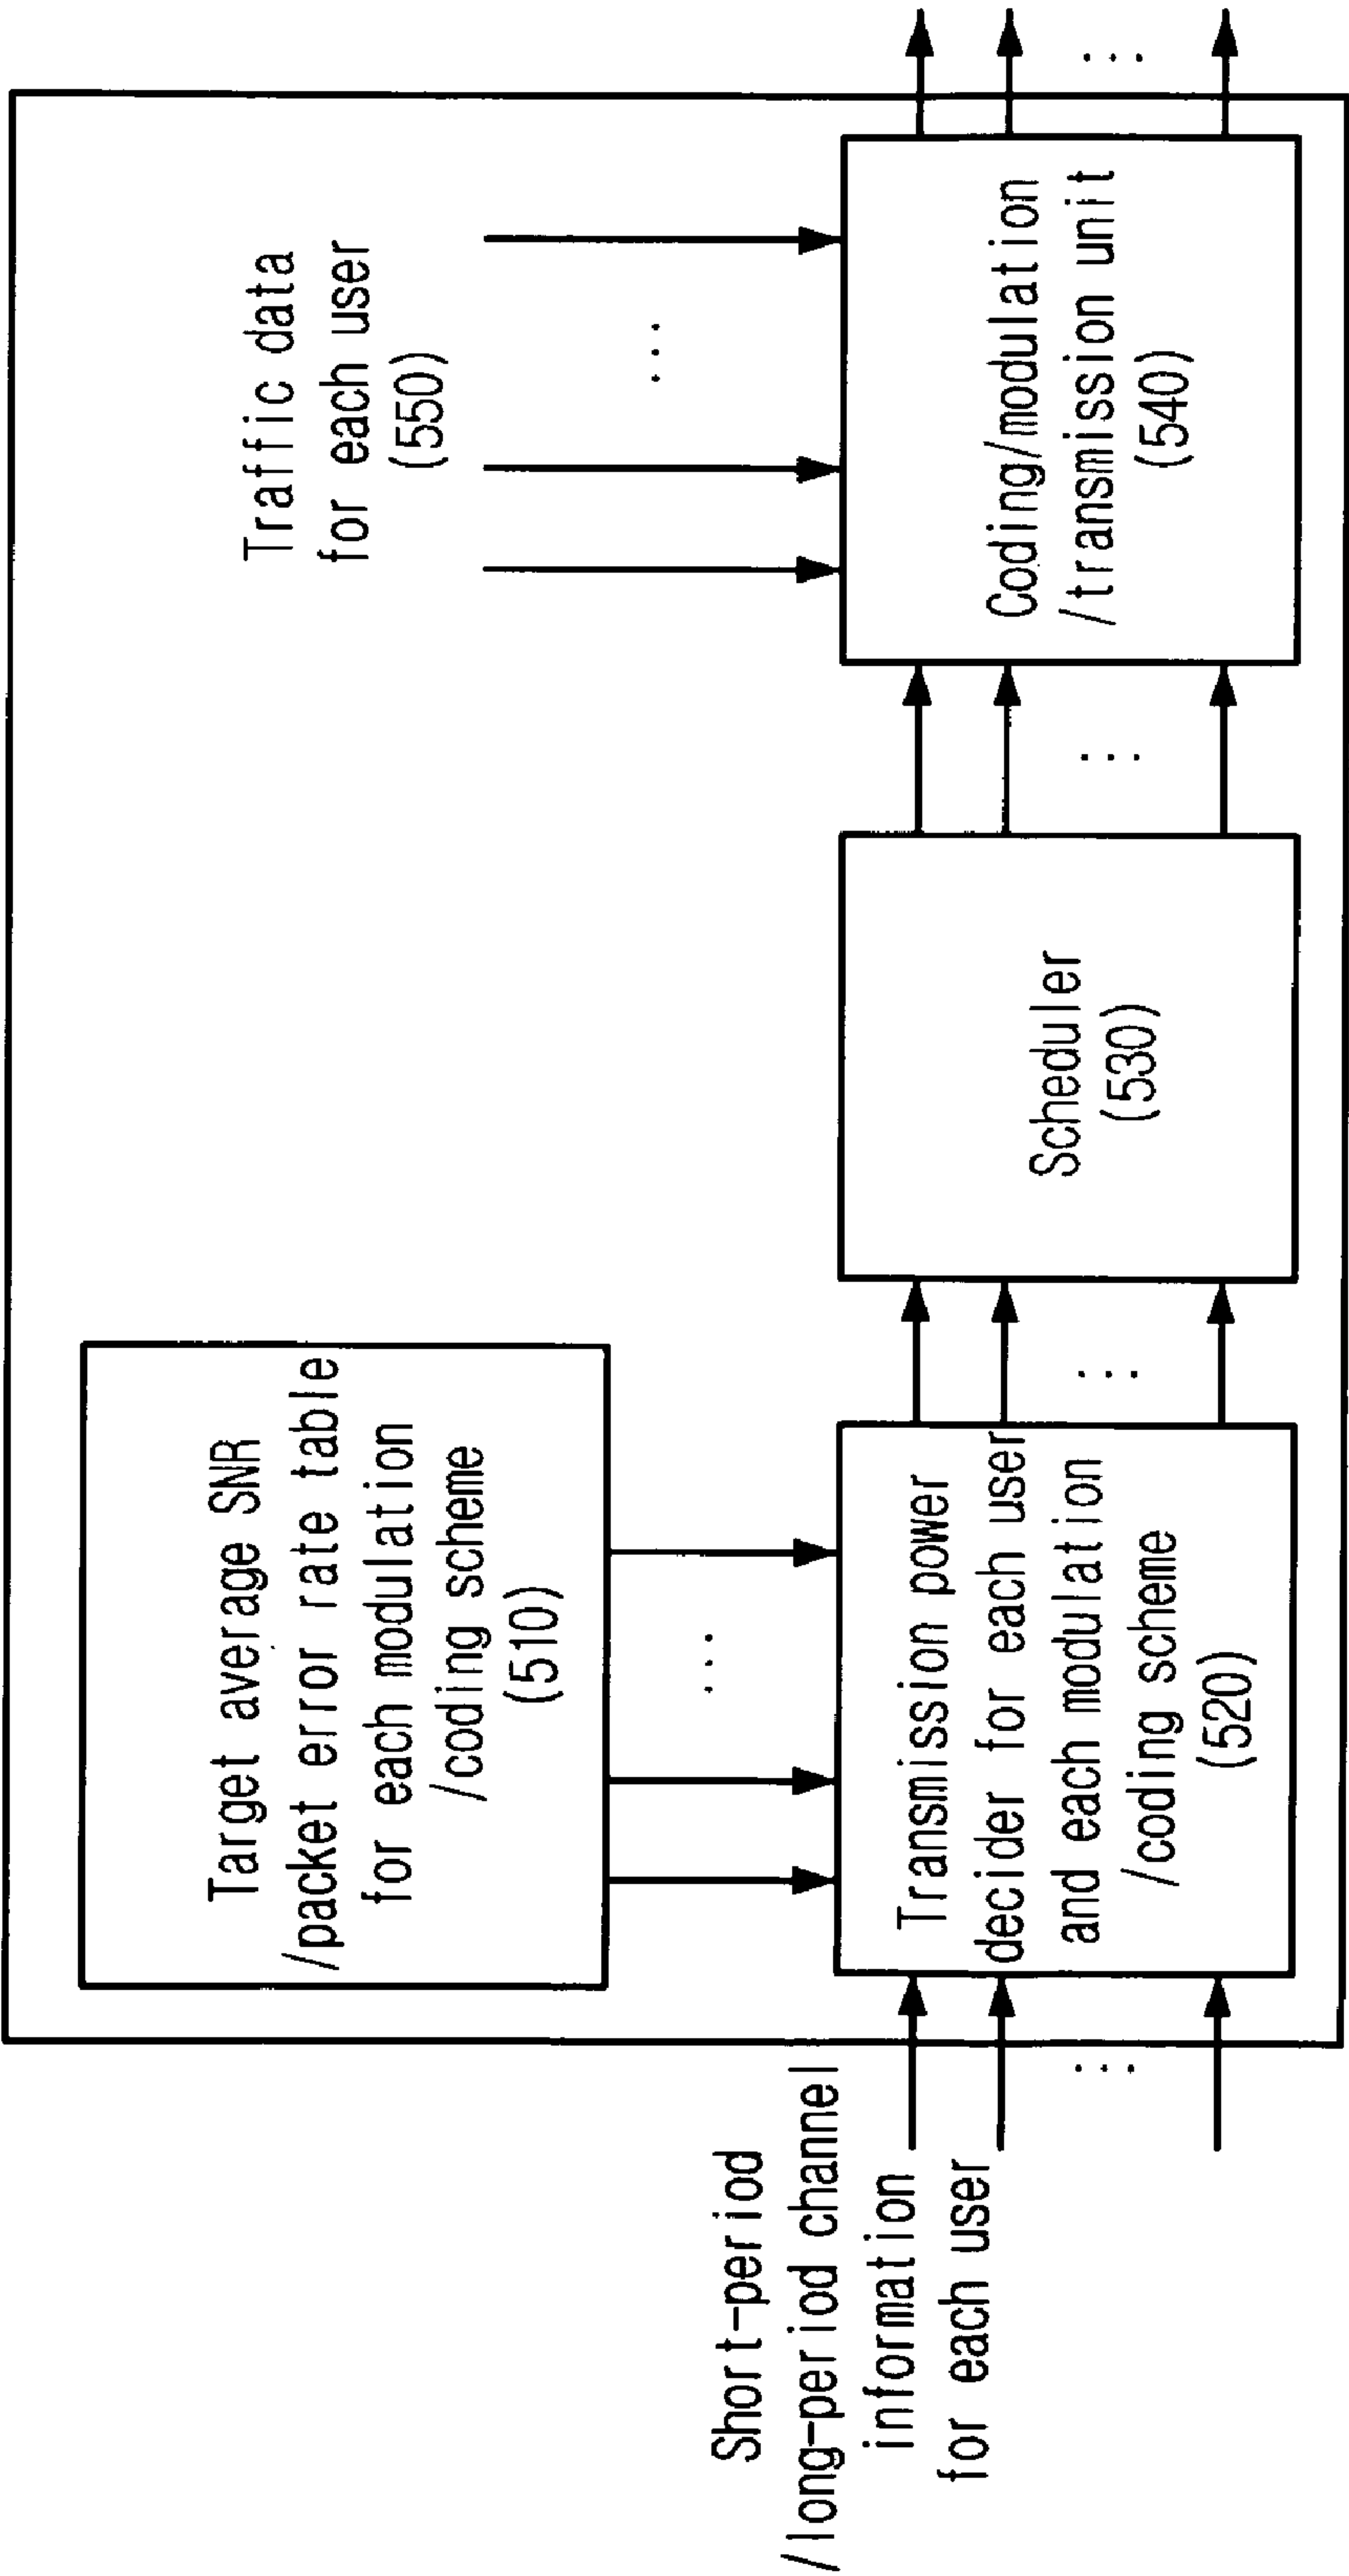 Target average SNR
/packet error rate table
for each modulation
/coding scheme
(510)
Traffic data
for each user
(550)
Short-period
/long-period channel
information
for each user
Transmission power
decider for each user
and each modulation
/coding scheme
(520)
Scheduler
(530)
Coding/modulation
/transmission unit
(540)
...
...
...
...
...
...